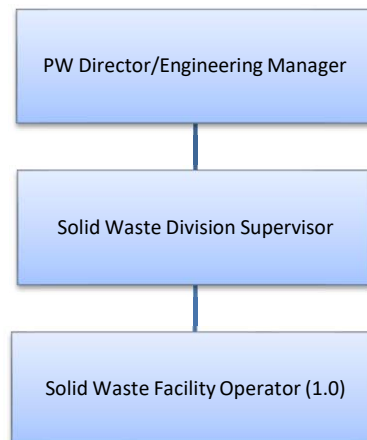 PW Director/Engineering Manager
Solid Waste Division Supervisor
Solid Waste Facility Operator (1.0)